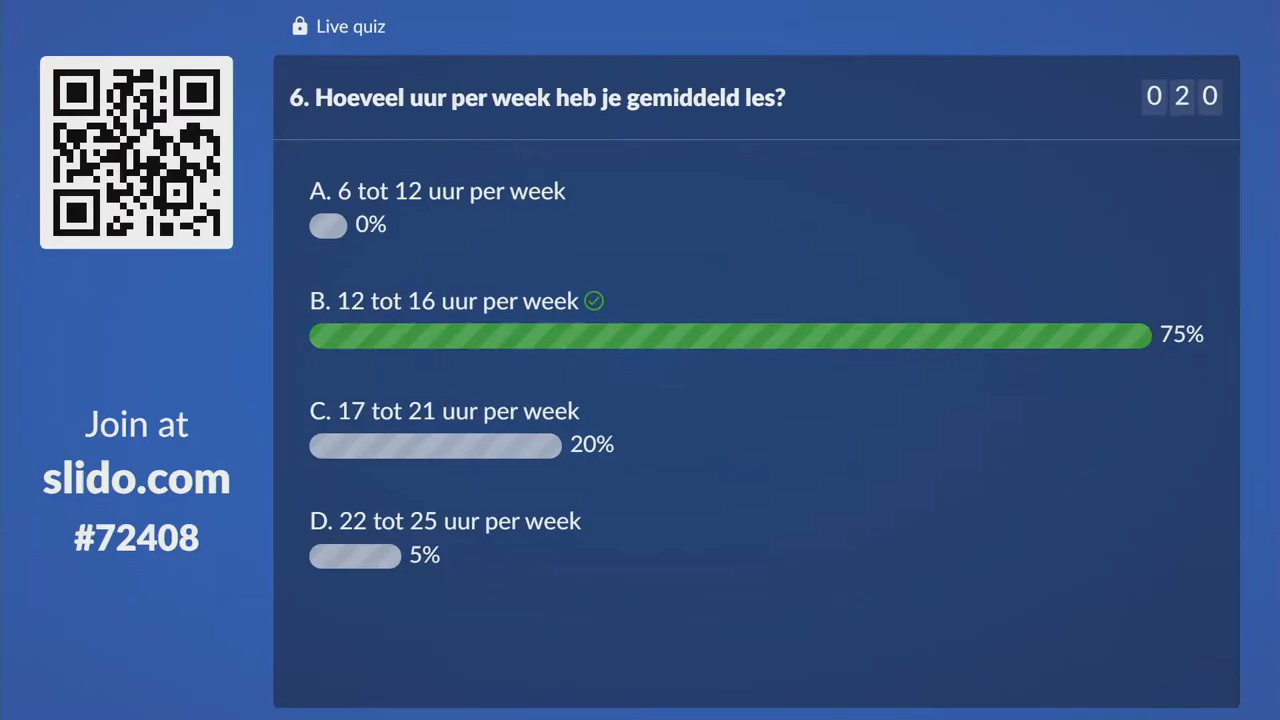 Live quiz
6. Hoeveel uur per week heb je gemiddeld les?
020
A. 6 tot 12 uur per week
0%
B. 12 tot 16 uur per week
75%
C. 17 tot 21 uur per week
20%
D. 22 tot 25 uur per week
5%
Join at
slido.com
#72408